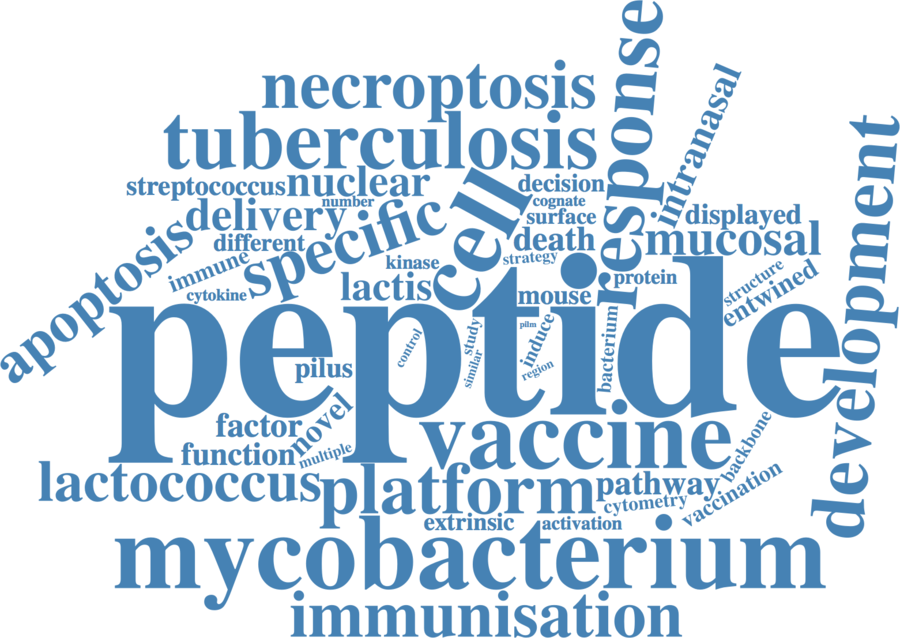 response
necroptosis
intranasal
tuberculosis
development
streptococcus
nuclear
cell
decision
number
cognate
delivery
specific
surface
displayed
apoptosis
different
death
mucosal
immune
kinase
strategy
cytokine
lactis
mouse
protein
structure
entwined
peptide
pilus
control
study
similar
pilm
induce
region
bacterium
factor
novel
vaccine
function
multiple
backbone
lactococcus
platform
pathway
cytometry
vaccination
extrinsic
activation
mycobacterium
immunisation